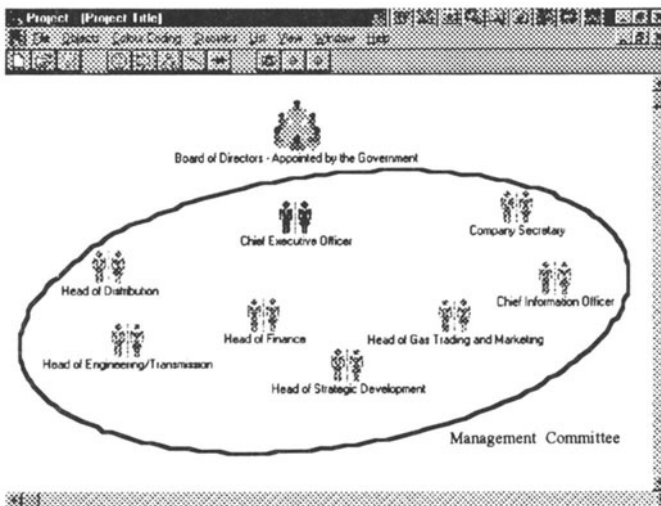 Project - [Project Title]
File Objects Colour Coding Discuss List View Window Help
Board of Directors - Appointed by the Government
Chief Executive Officer
Company Secretary
Head of Distribution
Chief Information Officer
Head of Finance
Head of Gas Trading and Marketing
Head of Engineering/Transmission
Head of Strategic Development
Management Committee